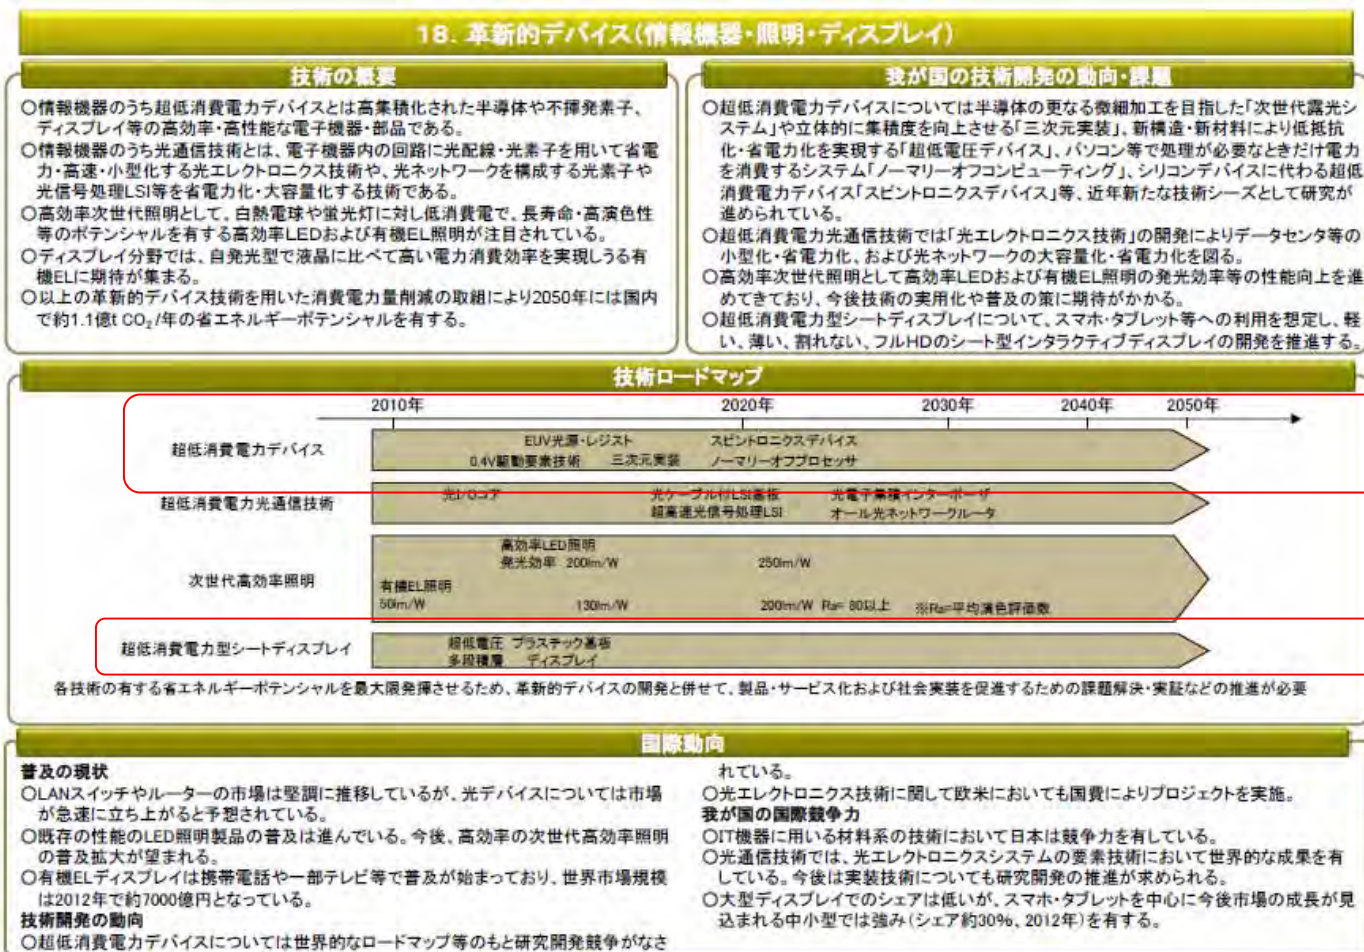 18. 革新的デバイス(情報機器・照明・ディスプレイ)
技術の概要
○情報機器のうち超低消費電力デバイスとは高集積化された半導体や不揮発素子、
ディスプレイ等の高効率・高性能な電子機器・部品である。
○情報機器のうち光通信技術とは、電子機器内の回路に光配線・光素子を用いて省電
力・高速・小型化する光エレクトロニクス技術や、光ネットワークを構成する光素子や
光信号処理LSI等を省電力化・大容量化する技術である。
○高効率次世代照明として、白熱電球や蛍光灯に対し低消費電で、長寿命・高演色性
等のポテンシャルを有する高効率LEDおよび有機EL照明が注目されている。
○ディスプレイ分野では、自発光型で液晶に比べて高い電力消費効率を実現しうる有
機ELに期待が集まる。
○以上の革新的デバイス技術を用いた消費電力量削減の取組により2050年には国内
で約1.1億t CO₂/年の省エネルギーポテンシャルを有する。
我が国の技術開発の動向・課題
○超低消費電力デバイスについては半導体の更なる微細加工を目指した「次世代露光シ
ステム」や立体的に集積度を向上させる「三次元実装」、新構造・新材料により低抵抗
化・省電力化を実現する「超低電圧デバイス」、パソコン等で処理が必要なときだけ電力
を消費するシステム「ノーマリーオフコンピューティング」、シリコンデバイスに代わる超低
消費電力デバイス「スピントロニクスデバイス」等、近年新たな技術シーズとして研究が
進められている。
○超低消費電力光通信技術では「光エレクトロニクス技術」の開発によりデータセンタ等の
小型化・省電力化、および光ネットワークの大容量化・省電力化を図る。
○高効率次世代照明として高効率LEDおよび有機EL照明の発光効率等の性能向上を進
めてきており、今後技術の実用化や普及の策に期待がかかる。
○超低消費電力型シートディスプレイについて、スマホ・タブレット等への利用を想定し、軽
い、薄い、割れない、フルHDのシート型インタラクティブディスプレイの開発を推進する。
技術ロードマップ
2010年 2020年 2030年 2040年 2050年
超低消費電力デバイス
EUV光源・レジスト スピントロニクスデバイス
0.4V駆動要素技術 三次元実装 ノーマリーオフプロセッサ
超低消費電力光通信技術
光I/Oコア 光ケーブル付LSI基板 光電子集積インターポーザ
超高速光信号処理LSI オール光ネットワークルータ
次世代高効率照明
高効率LED照明
発光効率 200lm/W 250lm/W
有機EL照明
50lm/W 130lm/W 200lm/W Ra= 80以上 ※Ra=平均演色評価数
超低消費電力型シートディスプレイ
超低電圧 プラスチック基板
多段積層 ディスプレイ
各技術の有する省エネルギーポテンシャルを最大限発揮させるため、革新的デバイスの開発と併せて、製品・サービス化および社会実装を促進するための課題解決・実証などの推進が必要
国際動向
普及の現状
○LANスイッチやルーターの市場は堅調に推移しているが、光デバイスについては市場
が急速に立ち上がると予想されている。
○既存の性能のLED照明製品の普及は進んでいる。今後、高効率の次世代高効率照明
の普及拡大が望まれる。
○有機ELディスプレイは携帯電話や一部テレビ等で普及が始まっており、世界市場規模
は2012年で約7000億円となっている。
技術開発の動向
○超低消費電力デバイスについては世界的なロードマップ等のもと研究開発競争がなさ
れている。
○光エレクトロニクス技術に関して欧米においても国費によりプロジェクトを実施。
我が国の国際競争力
○IT機器に用いる材料系の技術において日本は競争力を有している。
○光通信技術では、光エレクトロニクスシステムの要素技術において世界的な成果を有
している。今後は実装技術についても研究開発の推進が求められる。
○大型ディスプレイでのシェアは低いが、スマホ・タブレットを中心に今後市場の成長が見
込まれる中小型では強み(シェア約30%、2012年)を有する。